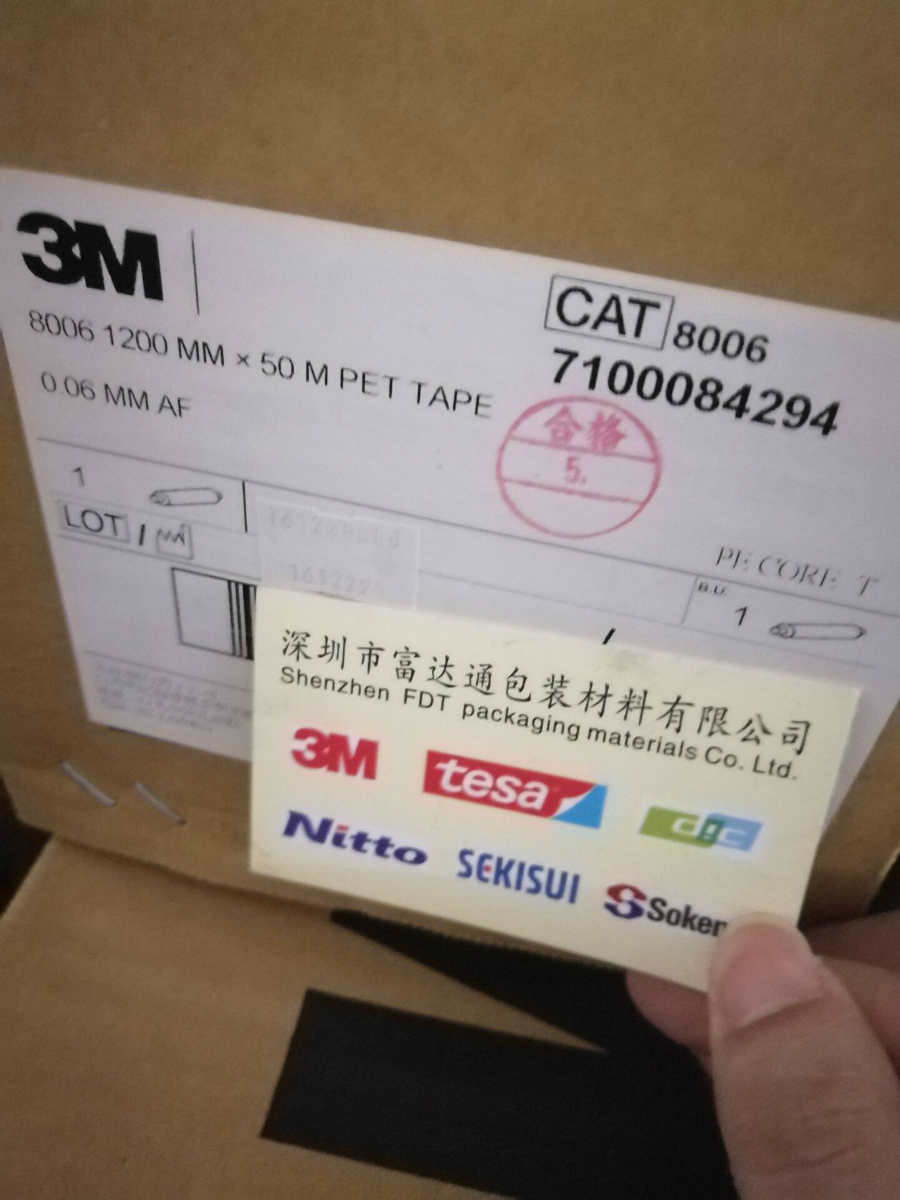 3M
CAT 8006
7100084294
8006 1200 MM × 50 M PET TAPE
0.06 MM AF
合格
5.
1
LOT /
PE CORE T
B.U.
1
161229
深圳市富达通包装材料有限公司
Shenzhen FDT packaging materials Co. Ltd.
3M
tesa
dic
Nitto
SEKISUI
Soken